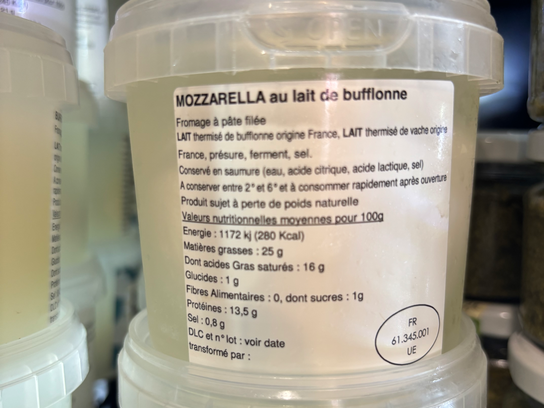 OPEN
MOZZARELLA au lait de bufflonne
Fromage à pâte filée
LAIT thermisé de bufflonne origine France, LAIT thermisé de vache origine
France, présure, ferment, sel.
Conservé en saumure (eau, acide citrique, acide lactique, sel)
A conserver entre 2° et 6° et à consommer rapidement après ouverture
Produit sujet à perte de poids naturelle
Valeurs nutritionnelles moyennes pour 100g
Energie : 1172 kj (280 Kcal)
Matières grasses : 25 g
Dont acides Gras saturés : 16 g
Glucides : 1 g
Fibres Alimentaires : 0, dont sucres : 1g
Protéines : 13,5 g
Sel : 0,8 g
DLC et n° lot : voir date
transformé par :
FR
61.345.001
UE